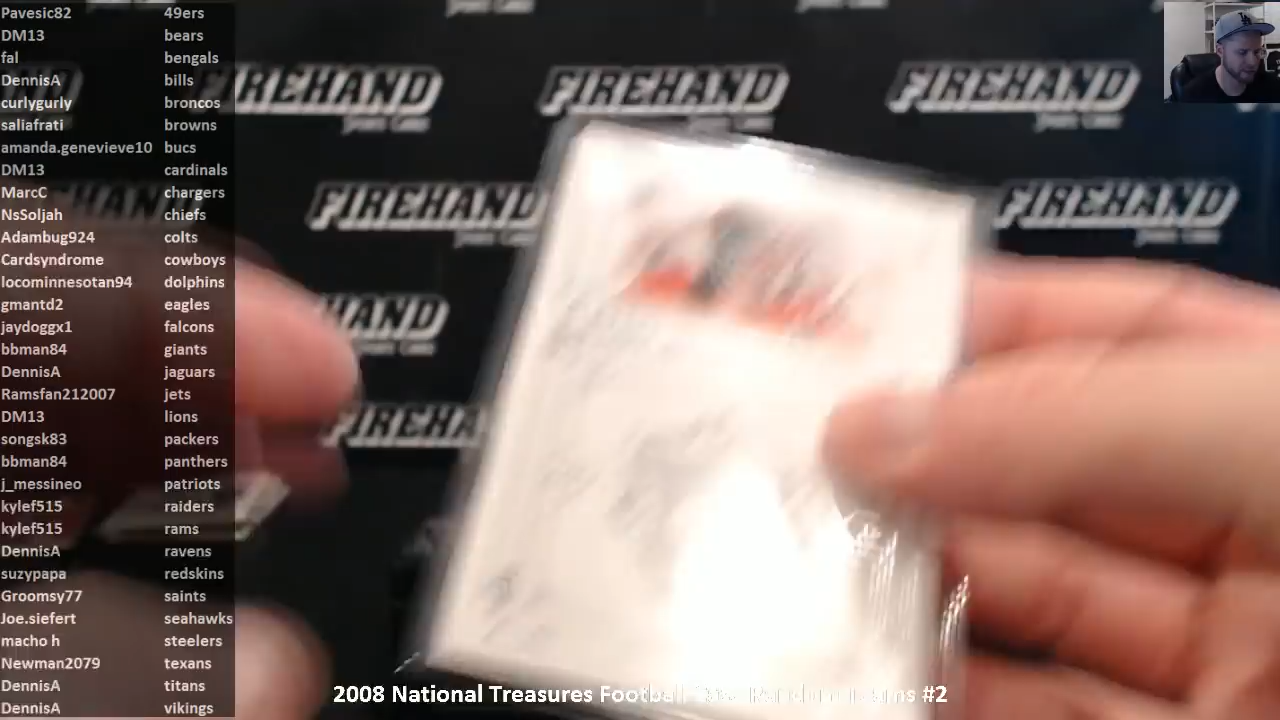 Pavesic82 49ers
DM13 bears
fal bengals
DennisA bills
curlygurly broncos
saliafrati browns
amanda.genevieve10 bucs
DM13 cardinals
MarcC chargers
NsSoljah chiefs
Adambug924 colts
Cardsyndrome cowboys
locominnesotan94 dolphins
gmantd2 eagles
jaydoggx1 falcons
bbman84 giants
DennisA jaguars
Ramsfan212007 jets
DM13 lions
songsk83 packers
bbman84 panthers
j_messineo patriots
kylef515 raiders
kylef515 rams
DennisA ravens
suzypapa redskins
Groomsy77 saints
Joe.siefert seahawks
macho h steelers
Newman2079 texans
DennisA titans
DennisA vikings
FIREHAND FIREHAND FIREHAND
FIREHAND FIREHAND
2008 National Treasures Football Random Teams #2